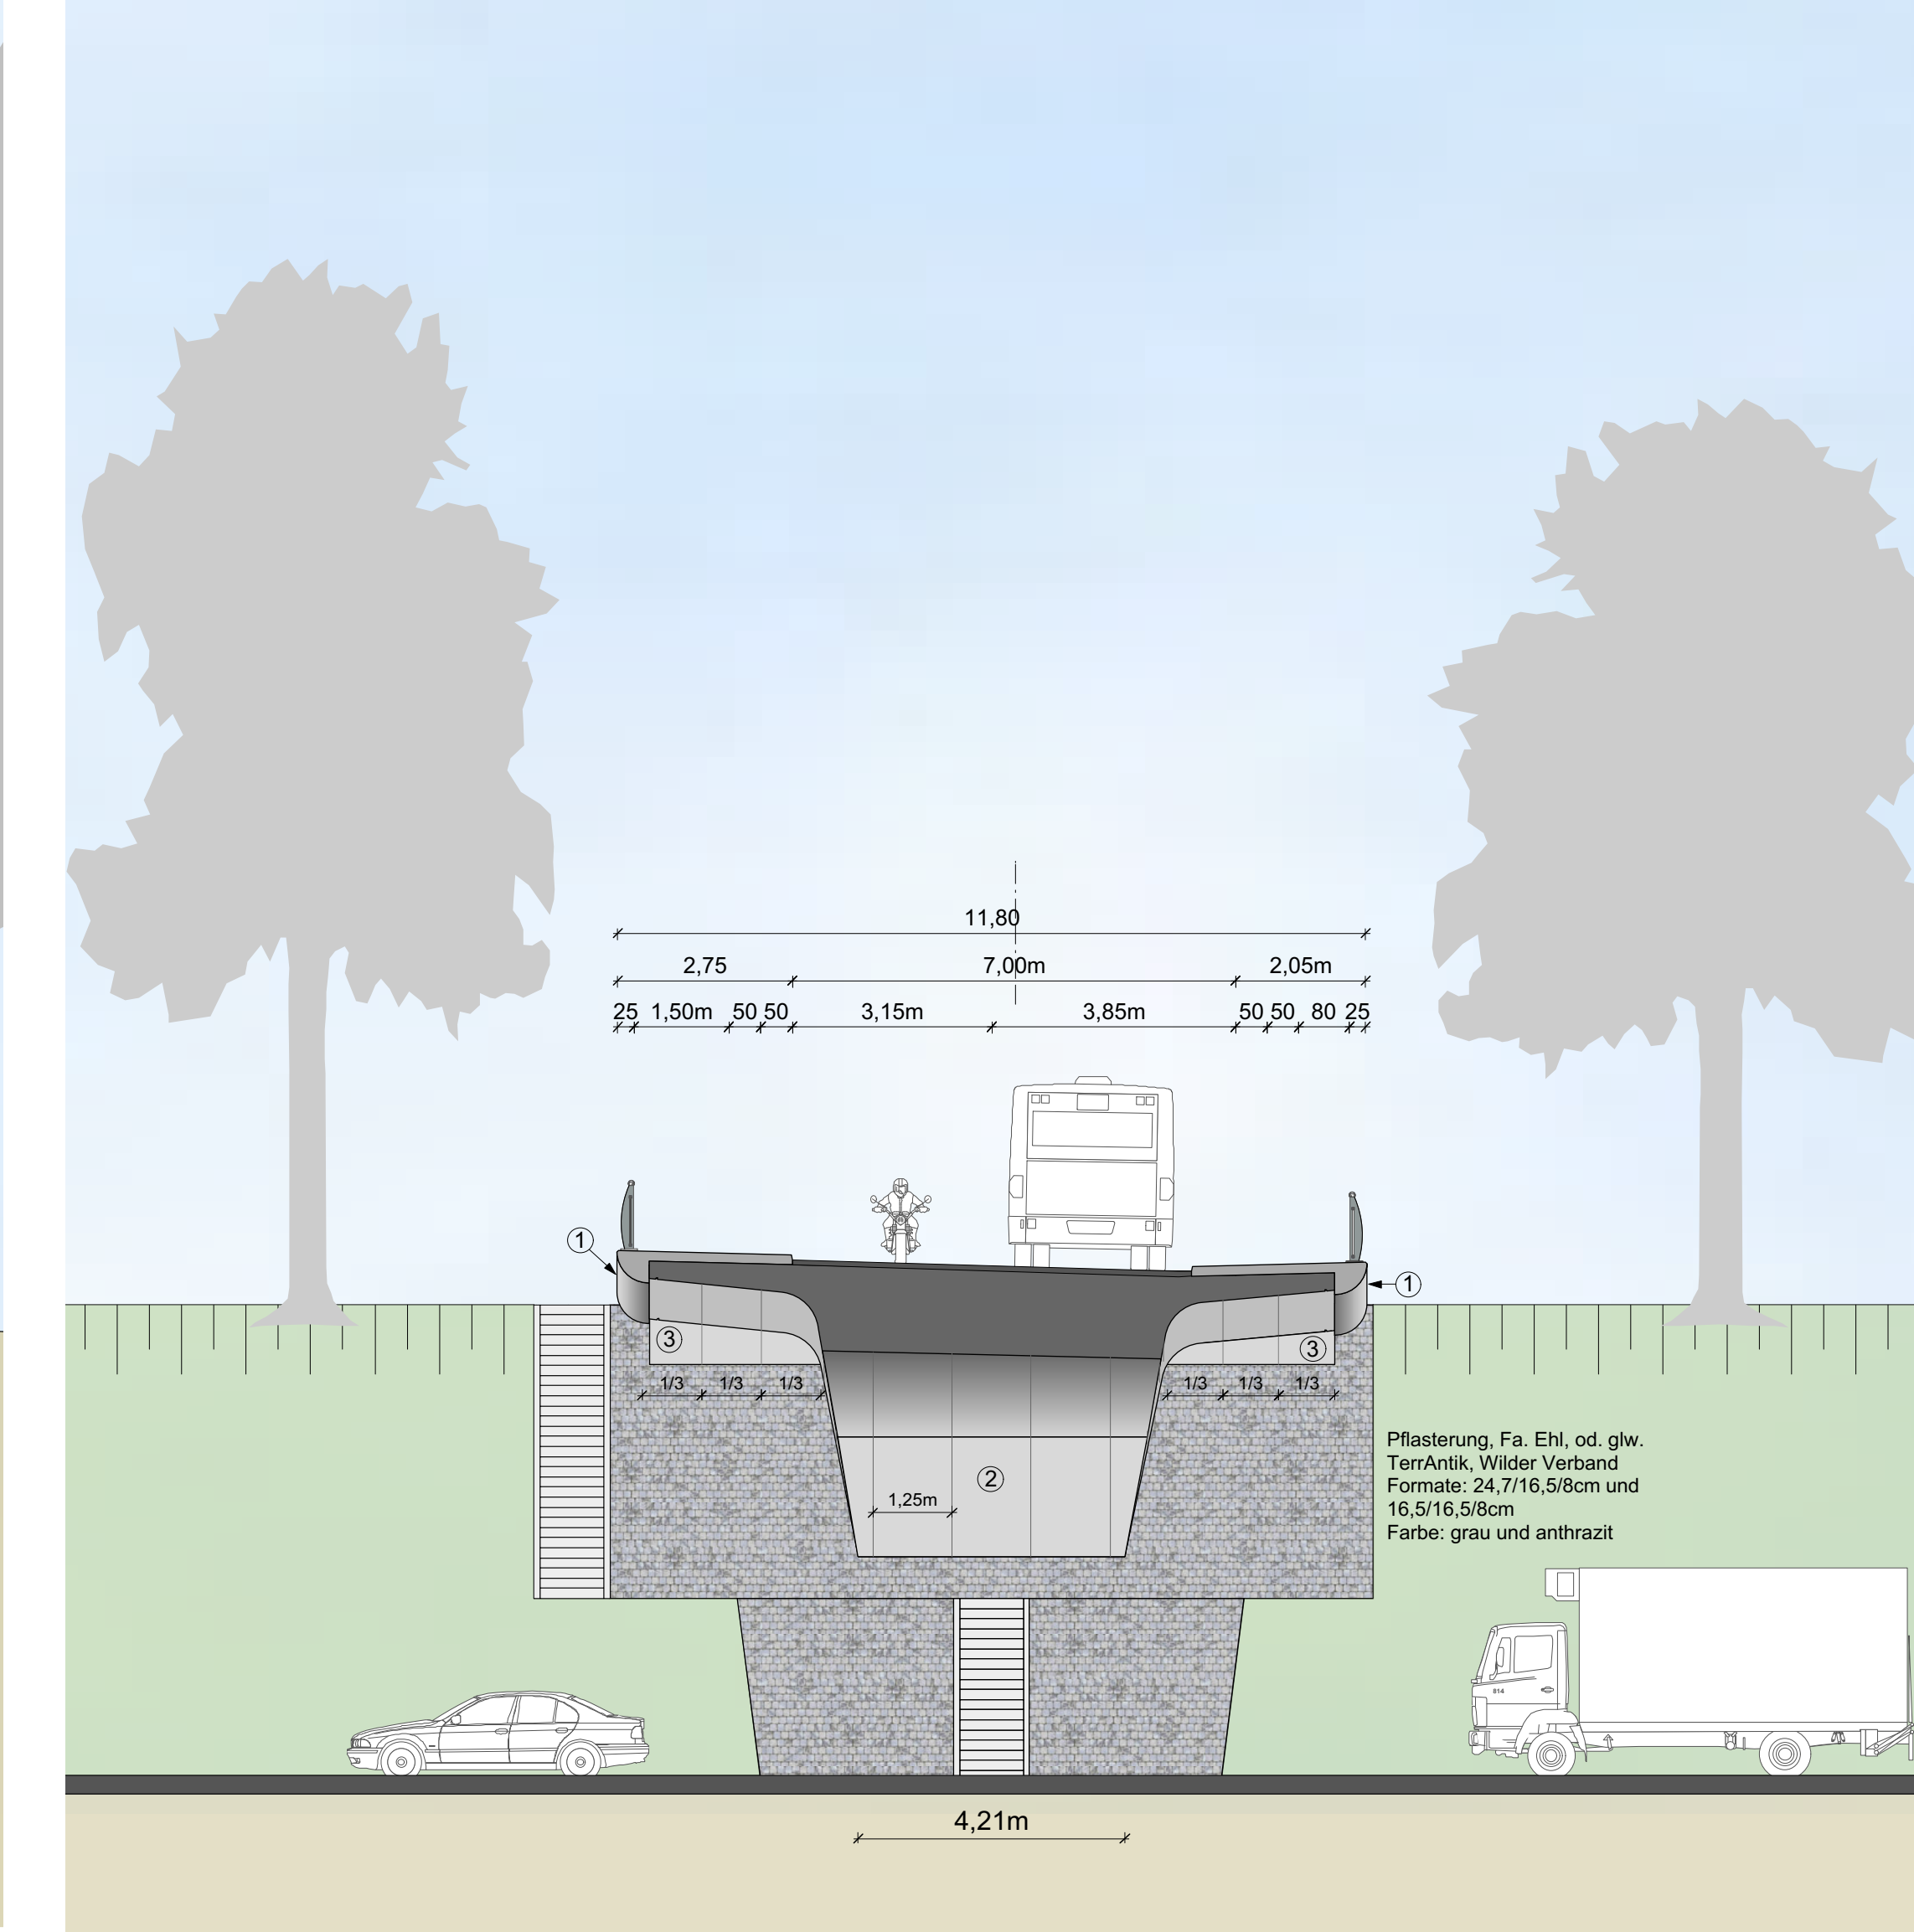 11,80
2,75 7,00m 2,05m
25 1,50m 50 50 3,15m 3,85m 50 50 80 25
1
1
3
3
1/3 1/3 1/3 1/3 1/3 1/3
Pflasterung, Fa. Ehl, od. glw.
TerrAntik, Wilder Verband
Formate: 24,7/16,5/8cm und
16,5/16,5/8cm
Farbe: grau und anthrazit
2
1,25m
814
4,21m